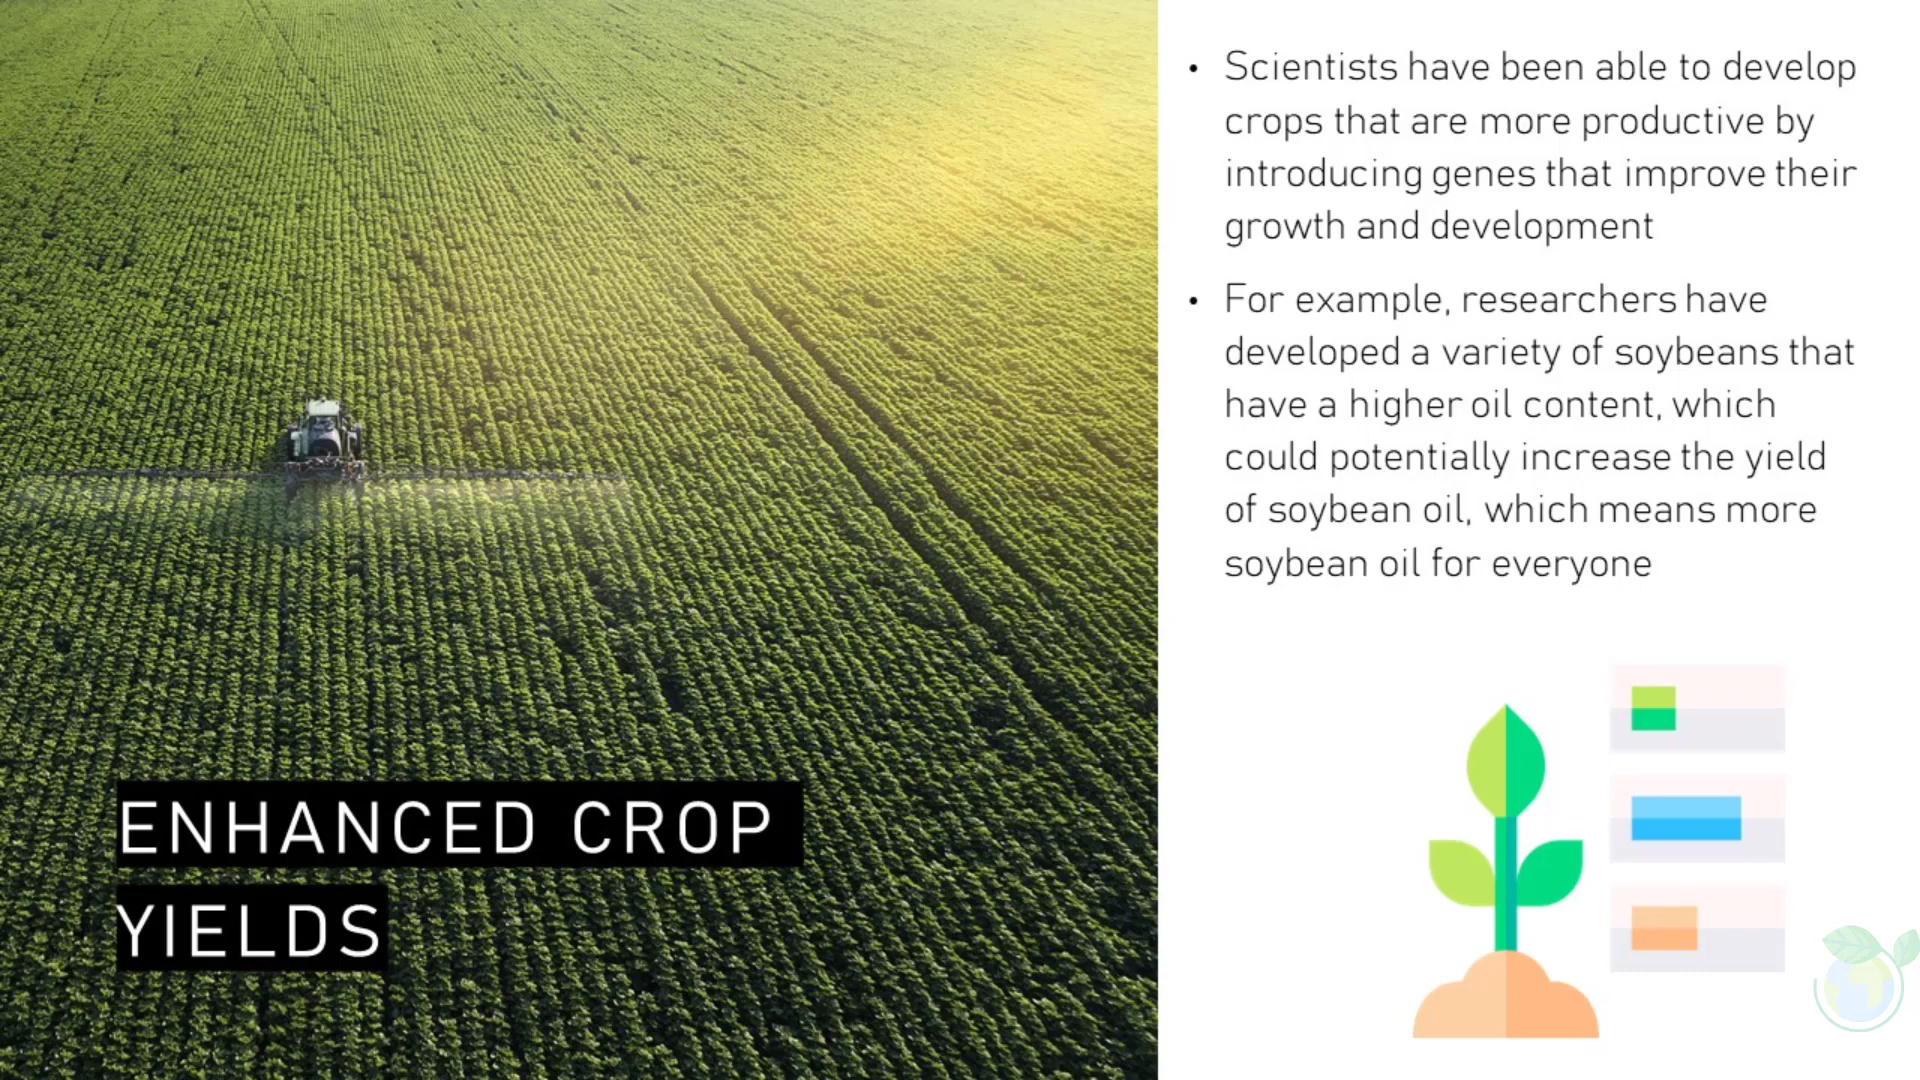 • Scientists have been able to develop
crops that are more productive by
introducing genes that improve their
growth and development
• For example, researchers have
developed a variety of soybeans that
have a higher oil content, which
could potentially increase the yield
of soybean oil, which means more
soybean oil for everyone
ENHANCED CROP
YIELDS